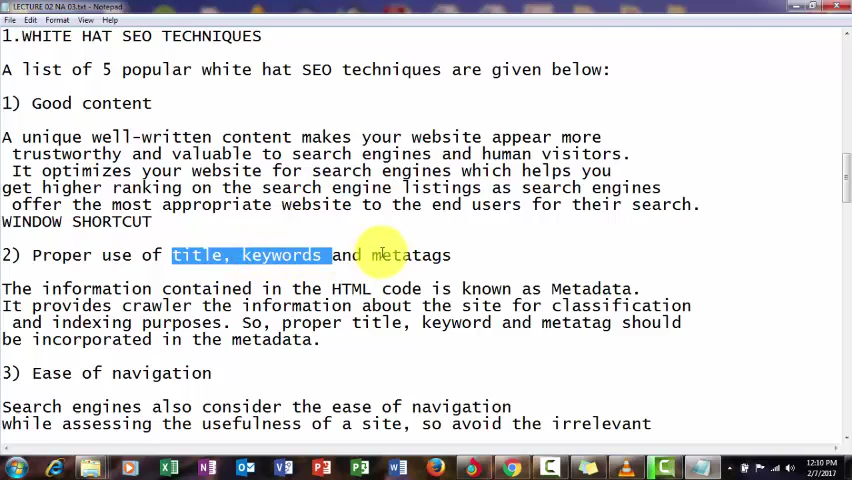 LECTURE 02 NA 03.txt - Notepad
File Edit Format View Help
1.WHITE HAT SEO TECHNIQUES
A list of 5 popular white hat SEO techniques are given below:
1) Good content
A unique well-written content makes your website appear more
trustworthy and valuable to search engines and human visitors.
It optimizes your website for search engines which helps you
get higher ranking on the search engine listings as search engines
offer the most appropriate website to the end users for their search.
WINDOW SHORTCUT
2) Proper use of title, keywords and metatags
The information contained in the HTML code is known as Metadata.
It provides crawler the information about the site for classification
and indexing purposes. So, proper title, keyword and metatag should
be incorporated in the metadata.
3) Ease of navigation
Search engines also consider the ease of navigation
while assessing the usefulness of a site, so avoid the irrelevant
12:10 PM
2/7/2017